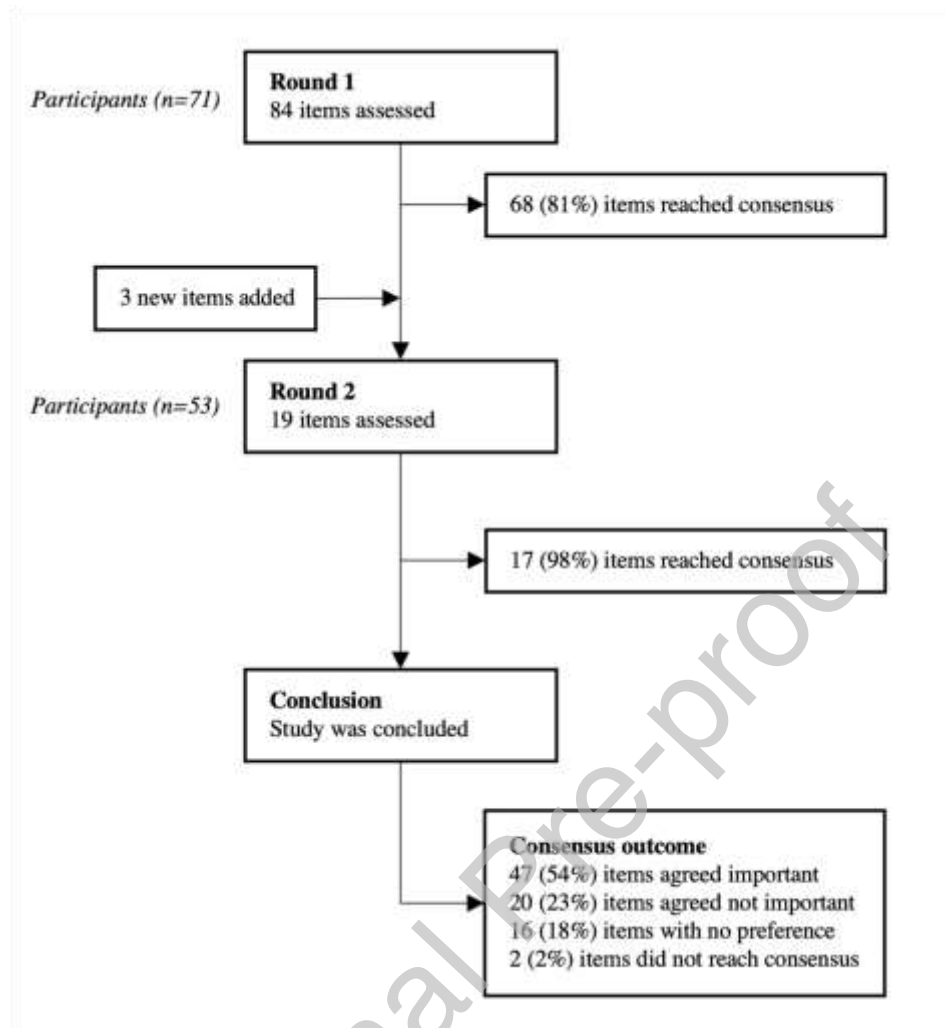 Participants (n=71)
Round 1
84 items assessed
68 (81%) items reached consensus
3 new items added
Participants (n=53)
Round 2
19 items assessed
17 (98%) items reached consensus
Conclusion
Study was concluded
Consensus outcome
47 (54%) items agreed important
20 (23%) items agreed not important
16 (18%) items with no preference
2 (2%) items did not reach consensus
nal Pre-proof